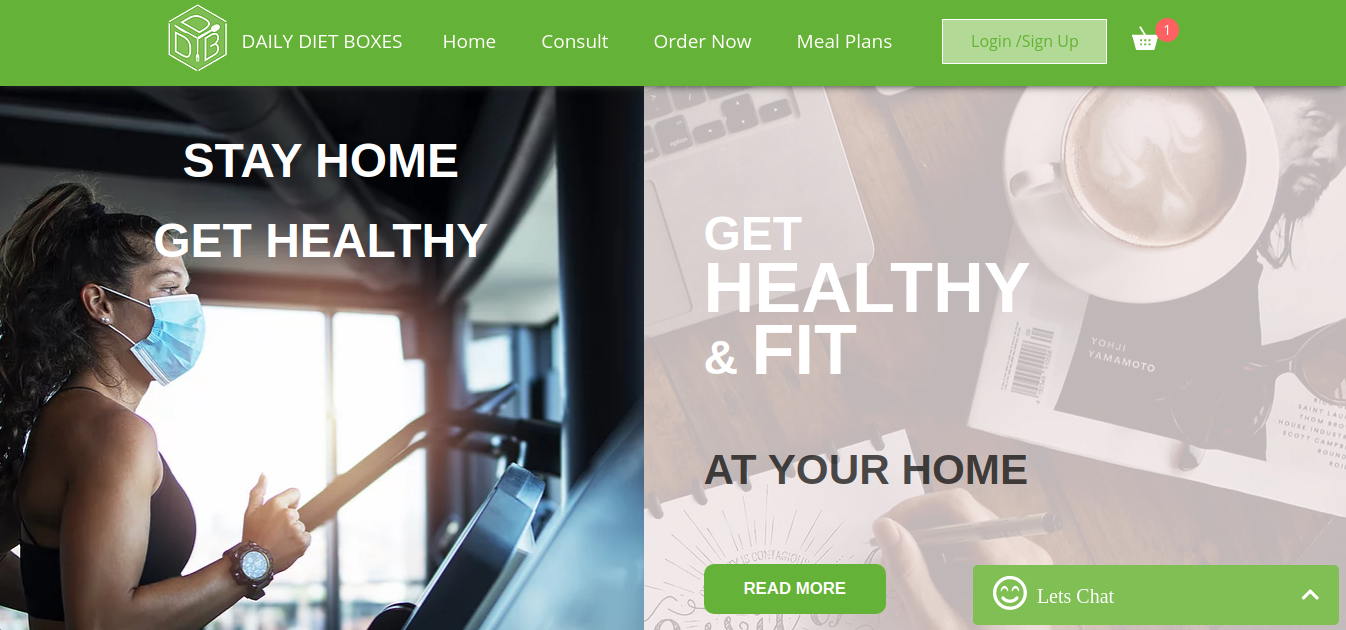 DDB
DAILY DIET BOXES
Home
Consult
Order Now
Meal Plans
Login /Sign Up
1
STAY HOME
GET HEALTHY
GET
HEALTHY
& FIT
AT YOUR HOME
READ MORE
YOHJI
YAMAMOTO
Lets Chat